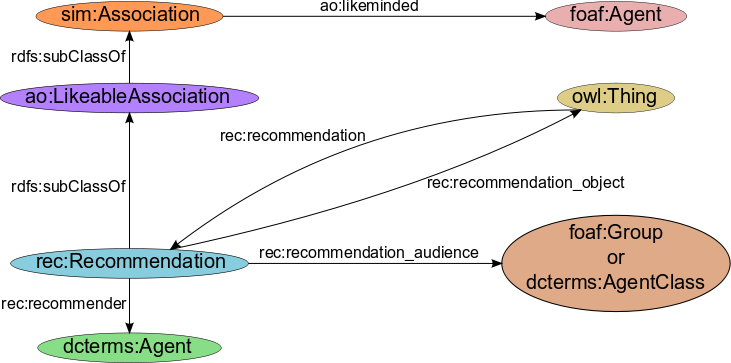 ao:likeminded
sim:Association
foaf:Agent
rdfs:subClassOf
ao:LikeableAssociation
owl:Thing
rec:recommendation
rdfs:subClassOf
rec:recommendation_object
foaf:Group
or
dcterms:AgentClass
rec:recommendation_audience
rec:Recommendation
rec:recommender
dcterms:Agent